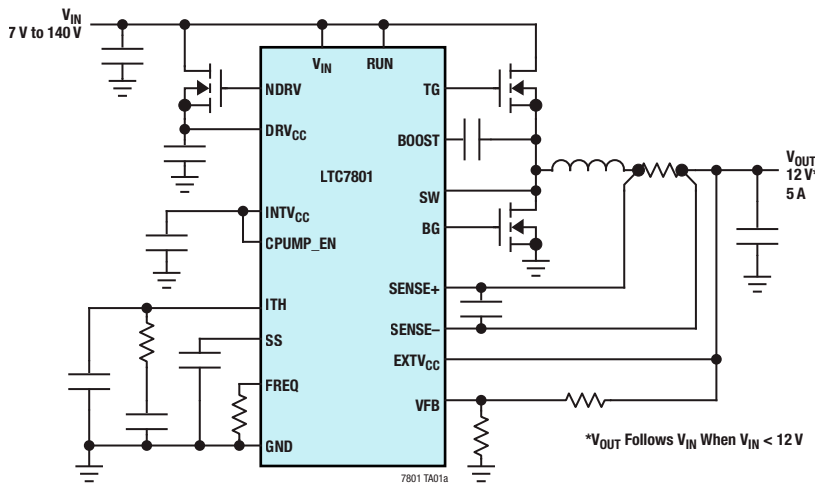 VIN
7 V to 140 V
VIN
RUN
NDRV
TG
DRVCC
BOOST
LTC7801
VOUT
12 V*
5 A
SW
INTVCC
BG
CPUMP_EN
SENSE+
ITH
SENSE–
SS
EXTVCC
FREQ
VFB
*VOUT Follows VIN When VIN < 12 V
GND
7801 TA01a